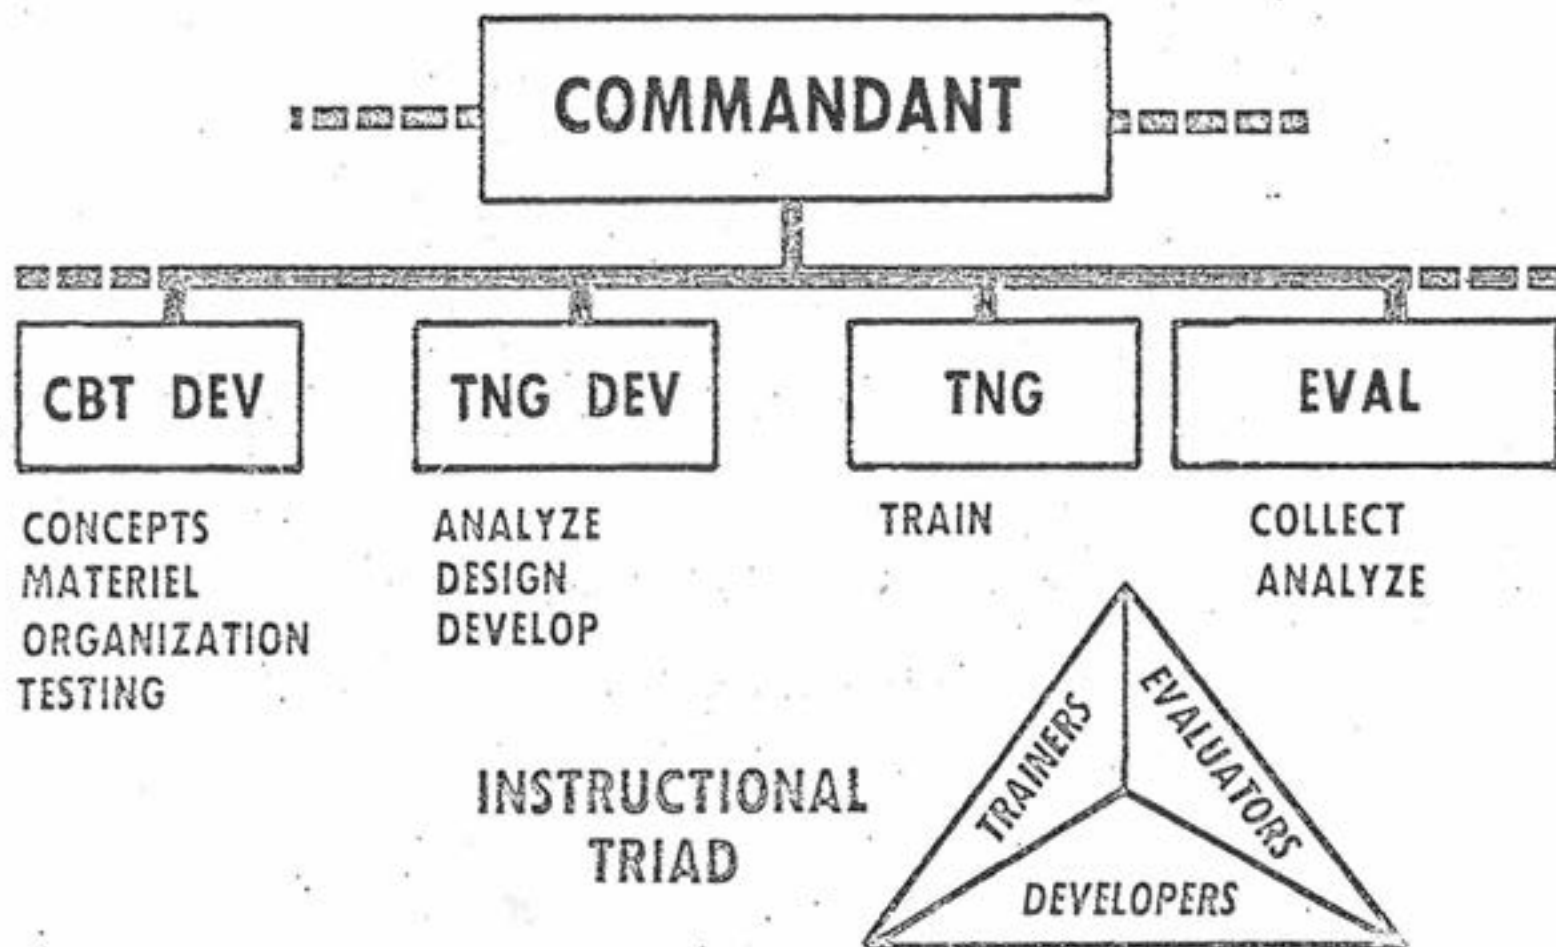 COMMANDANT
CBT DEV
TNG DEV
TNG
EVAL
CONCEPTS
MATERIEL
ORGANIZATION
TESTING
ANALYZE
DESIGN
DEVELOP
TRAIN
COLLECT
ANALYZE
INSTRUCTIONAL
TRIAD
TRAINERS
EVALUATORS
DEVELOPERS